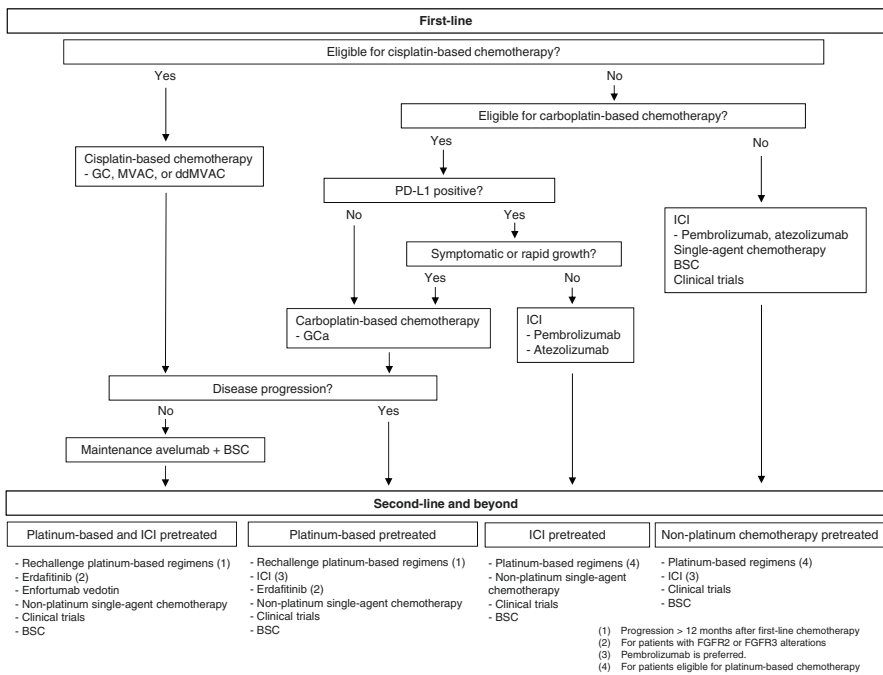 First-line
Eligible for cisplatin-based chemotherapy?
Yes
No
Eligible for carboplatin-based chemotherapy?
Yes
No
Cisplatin-based chemotherapy
- GC, MVAC, or ddMVAC
PD-L1 positive?
No
Yes
Symptomatic or rapid growth?
Yes
No
ICI
- Pembrolizumab, atezolizumab
Single-agent chemotherapy
BSC
Clinical trials
Carboplatin-based chemotherapy
- GCa
ICI
- Pembrolizumab
- Atezolizumab
Disease progression?
No
Yes
Maintenance avelumab + BSC
Second-line and beyond
Platinum-based and ICI pretreated
- Rechallenge platinum-based regimens (1)
- Erdafitinib (2)
- Enfortumab vedotin
- Non-platinum single-agent chemotherapy
- Clinical trials
- BSC
Platinum-based pretreated
- Rechallenge platinum-based regimens (1)
- ICI (3)
- Erdafitinib (2)
- Non-platinum single-agent chemotherapy
- Clinical trials
- BSC
ICI pretreated
- Platinum-based regimens (4)
- Non-platinum single-agent
chemotherapy
- Clinical trials
- BSC
Non-platinum chemotherapy pretreated
- Platinum-based regimens (4)
- ICI (3)
- Clinical trials
- BSC
(1) Progression > 12 months after first-line chemotherapy
(2) For patients with FGFR2 or FGFR3 alterations
(3) Pembrolizumab is preferred.
(4) For patients eligible for platinum-based chemotherapy